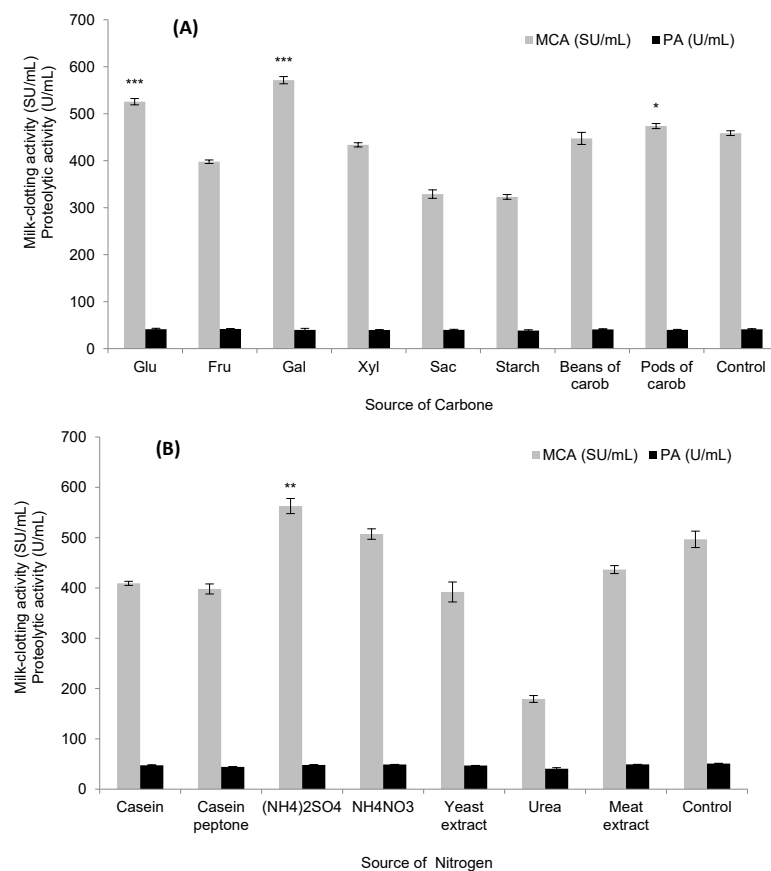 (A)
MCA (SU/mL)
PA (U/mL)
Milk-clotting activity (SU/mL)
Proteolytic activity (U/mL)
700
600
500
400
300
200
100
0
***
***
*
Glu
Fru
Gal
Xyl
Sac
Starch
Beans of
carob
Pods of
carob
Control
Source of Carbone
(B)
MCA (SU/mL)
PA (U/mL)
Milk-clotting activity (SU/mL)
Proteolytic activity (U/mL)
700
600
500
400
300
200
100
0
**
Casein
Casein
peptone
(NH4)2SO4
NH4NO3
Yeast
extract
Urea
Meat
extract
Control
Source of Nitrogen